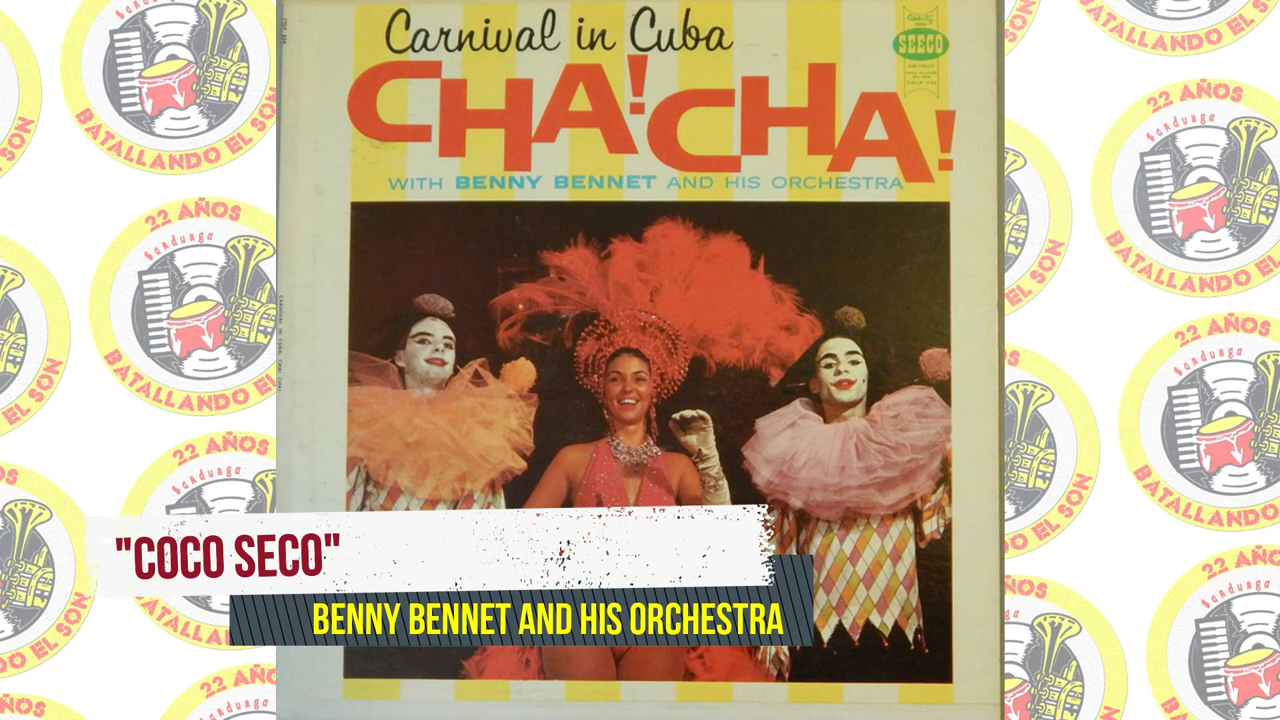 Carnival in Cuba
CHA! CHA!
WITH BENNY BENNET AND HIS ORCHESTRA
SEECO
"COCO SECO"
BENNY BENNET AND HIS ORCHESTRA
22 AÑOS
Sandunga
BATALLANDO EL SON